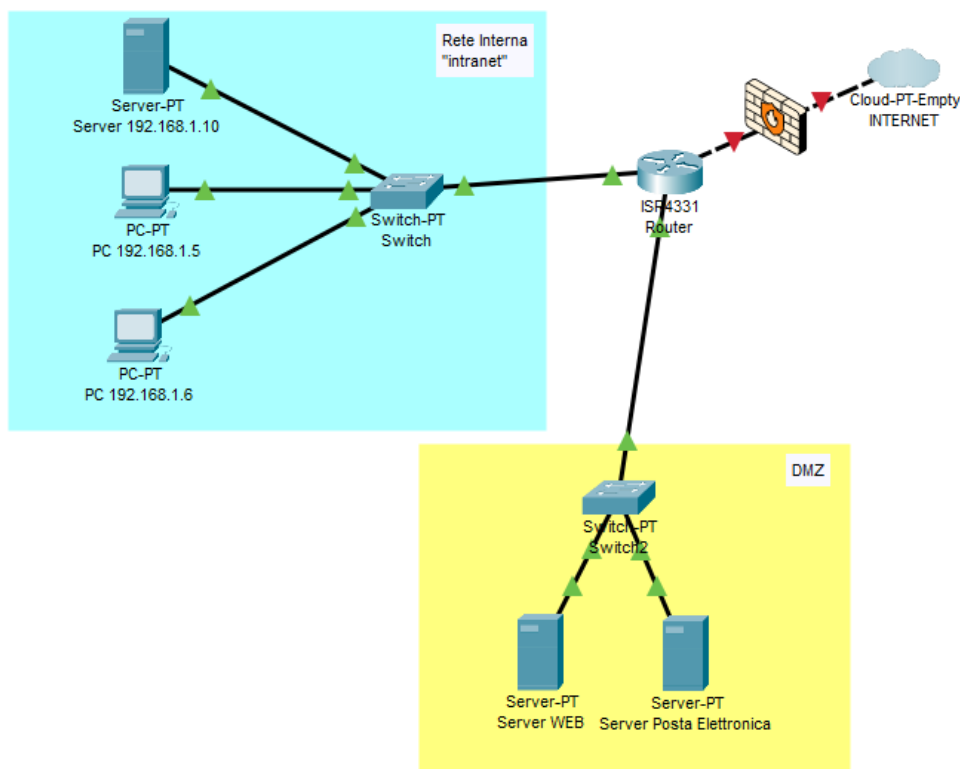 Rete Interna
"intranet"
Server-PT
Server 192.168.1.10
PC-PT
PC 192.168.1.5
PC-PT
PC 192.168.1.6
Switch-PT
Switch
ISR4331
Router
Cloud-PT-Empty
INTERNET
DMZ
Switch-PT
Switch2
Server-PT
Server WEB
Server-PT
Server Posta Elettronica